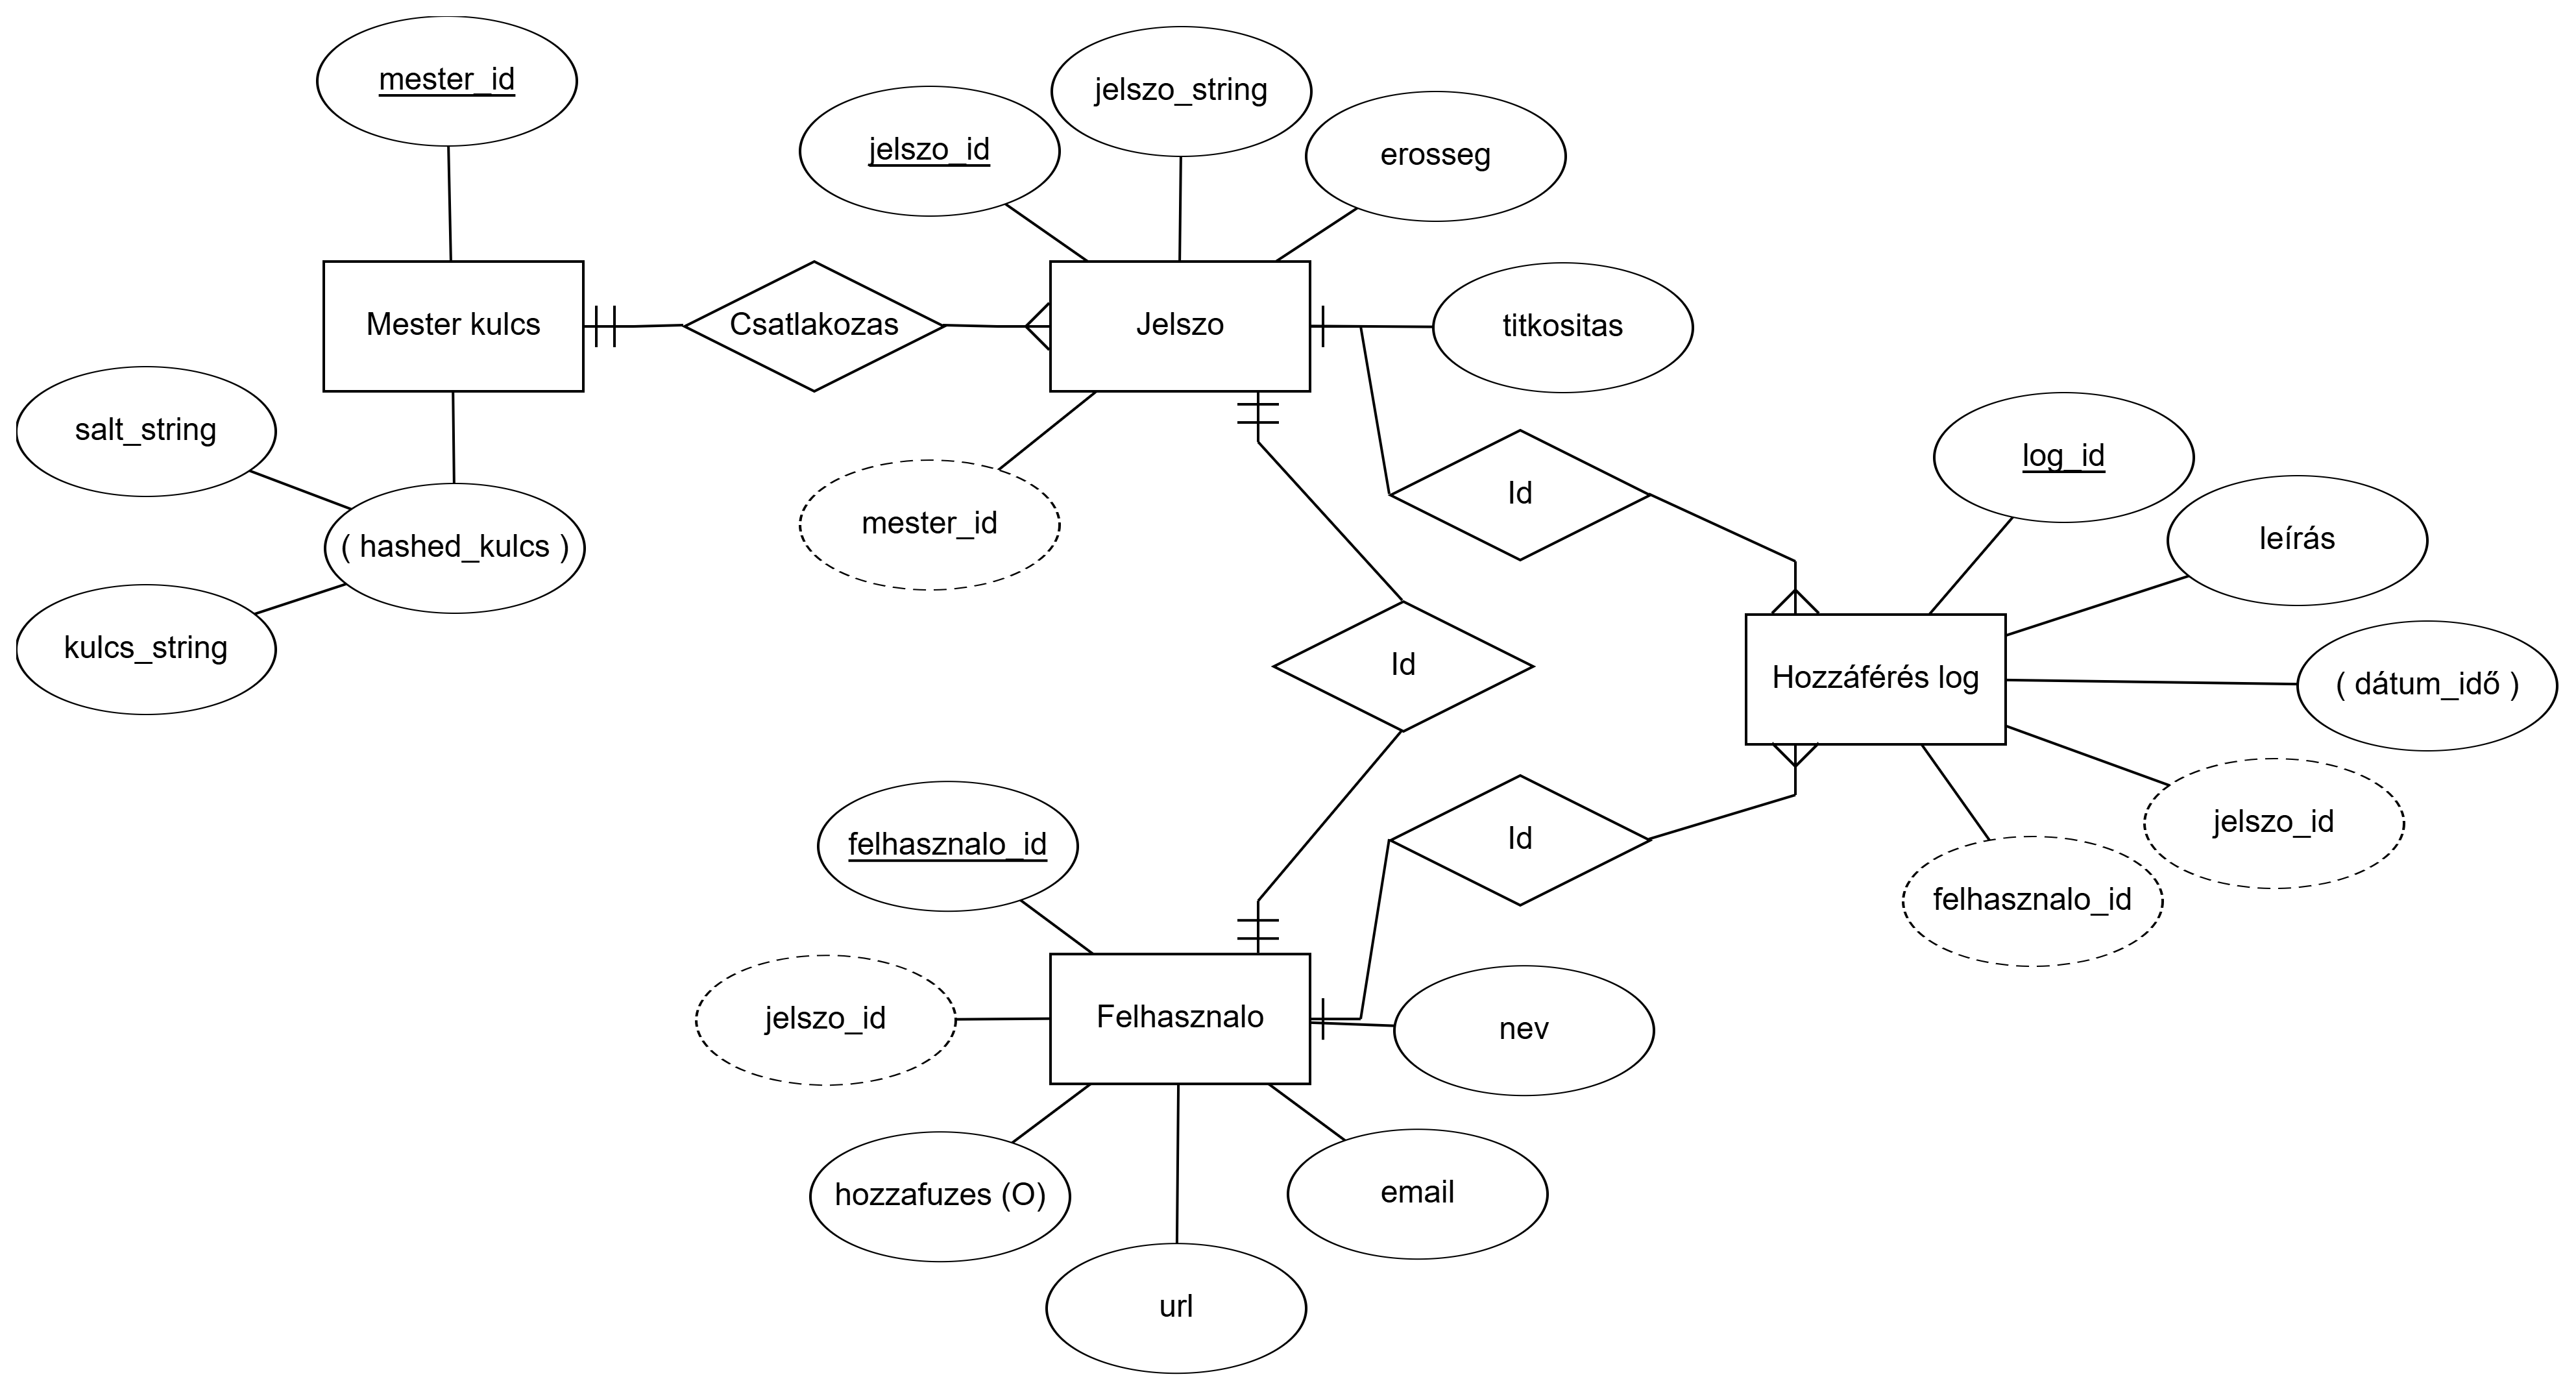 mester_id
jelszo_string
jelszo_id
erosseg
Mester kulcs
Csatlakozas
Jelszo
titkositas
salt_string
mester_id
Id
log_id
( hashed_kulcs )
leírás
kulcs_string
Id
Hozzáférés log
( dátum_idő )
felhasznalo_id
Id
jelszo_id
felhasznalo_id
jelszo_id
Felhasznalo
nev
hozzafuzes (O)
email
url